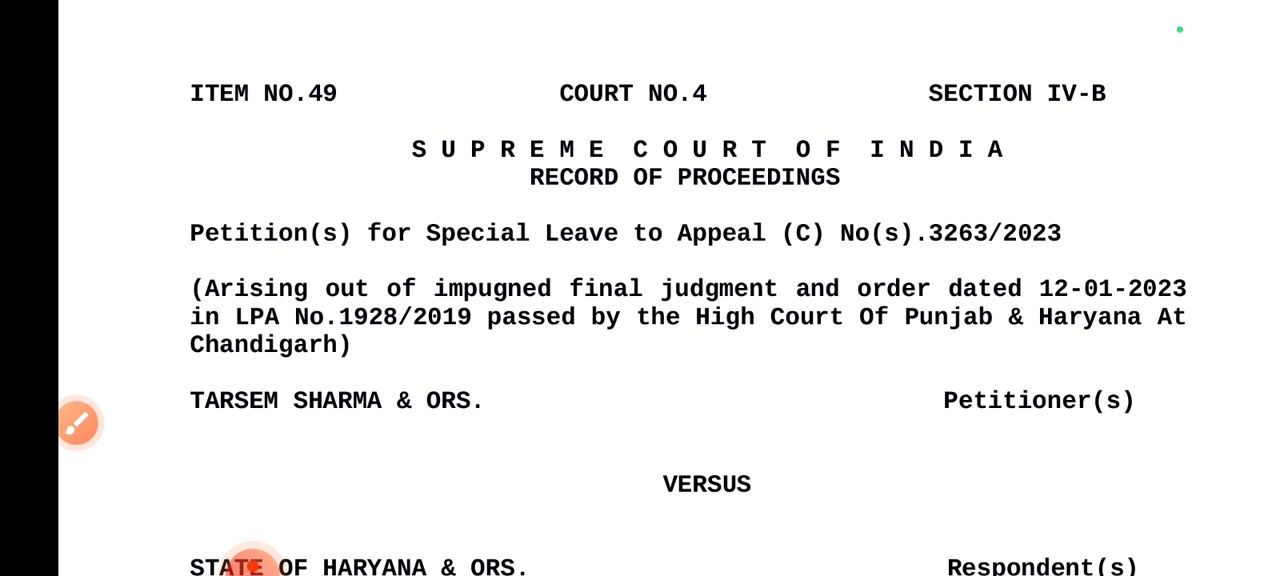 ITEM NO.49 COURT NO.4 SECTION IV-B
S U P R E M E C O U R T O F I N D I A
RECORD OF PROCEEDINGS
Petition(s) for Special Leave to Appeal (C) No(s).3263/2023
(Arising out of impugned final judgment and order dated 12-01-2023
in LPA No.1928/2019 passed by the High Court Of Punjab & Haryana At
Chandigarh)
TARSEM SHARMA & ORS. Petitioner(s)
VERSUS
STATE OF HARYANA & ORS. Respondent(s)